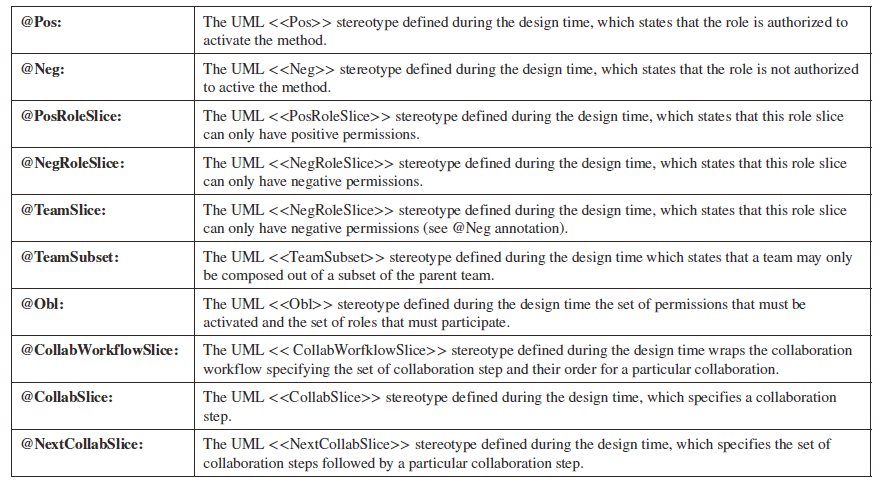 @Pos: The UML <<Pos>> stereotype defined during the design time, which states that the role is authorized to
activate the method.
@Neg: The UML <<Neg>> stereotype defined during the design time, which states that the role is not authorized
to active the method.
@PosRoleSlice: The UML <<PosRoleSlice>> stereotype defined during the design time, which states that this role slice
can only have positive permissions.
@NegRoleSlice: The UML <<NegRoleSlice>> stereotype defined during the design time, which states that this role slice
can only have negative permissions.
@TeamSlice: The UML <<NegRoleSlice>> stereotype defined during the design time, which states that this role slice
can only have negative permissions (see @Neg annotation).
@TeamSubset: The UML <<TeamSubset>> stereotype defined during the design time which states that a team may only
be composed out of a subset of the parent team.
@Obl: The UML <<Obl>> stereotype defined during the design time the set of permissions that must be
activated and the set of roles that must participate.
@CollabWorkflowSlice: The UML << CollabWorfklowSlice>> stereotype defined during the design time wraps the collaboration
workflow specifying the set of collaboration step and their order for a particular collaboration.
@CollabSlice: The UML <<CollabSlice>> stereotype defined during the design time, which specifies a collaboration
step.
@NextCollabSlice: The UML <<NextCollabSlice>> stereotype defined during the design time, which specifies the set of
collaboration steps followed by a particular collaboration step.